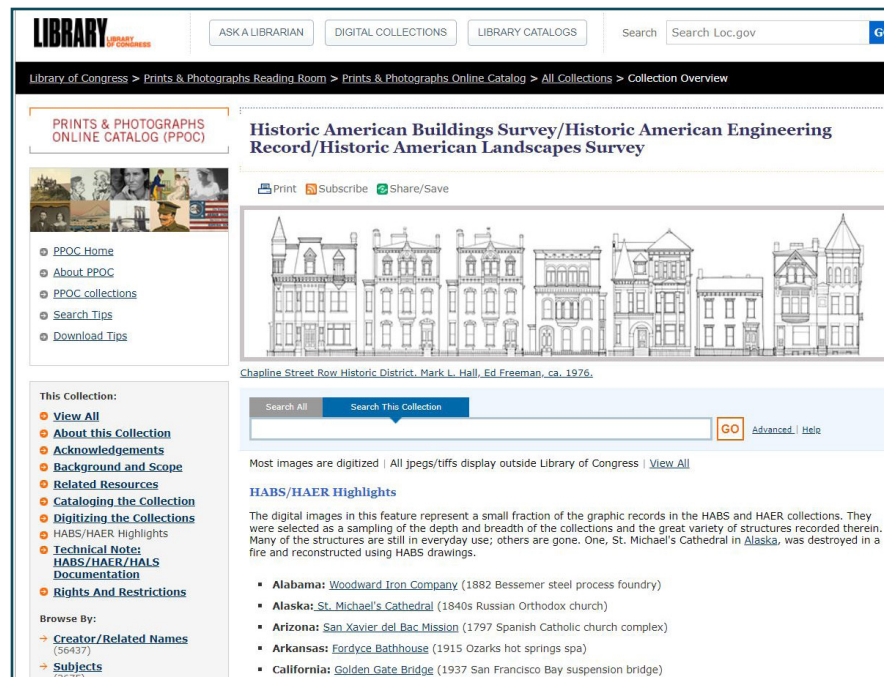 LIBRARY LIBRARY OF CONGRESS
ASK A LIBRARIAN DIGITAL COLLECTIONS LIBRARY CATALOGS Search Search Loc.gov
Library of Congress > Prints & Photographs Reading Room > Prints & Photographs Online Catalog > All Collections > Collection Overview
PRINTS & PHOTOGRAPHS
ONLINE CATALOG (PPOC)
PPOC Home
About PPOC
PPOC collections
Search Tips
Download Tips
This Collection:
View All
About this Collection
Acknowledgements
Background and Scope
Related Resources
Cataloging the Collection
Digitizing the Collections
HABS/HAER Highlights
Technical Note:
HABS/HAER/HALS
Documentation
Rights And Restrictions
Browse By:
Creator/Related Names
(56437)
Subjects
Historic American Buildings Survey/Historic American Engineering
Record/Historic American Landscapes Survey
Print Subscribe Share/Save
Chapline Street Row Historic District. Mark L. Hall, Ed Freeman, ca. 1976.
Search All Search This Collection
GO Advanced | Help
Most images are digitized | All jpegs/tiffs display outside Library of Congress | View All
HABS/HAER Highlights
The digital images in this feature represent a small fraction of the graphic records in the HABS and HAER collections. They
were selected as a sampling of the depth and breadth of the collections and the great variety of structures recorded therein.
Many of the structures are still in everyday use; others are gone. One, St. Michael's Cathedral in Alaska, was destroyed in a
fire and reconstructed using HABS drawings.
▪ Alabama: Woodward Iron Company (1882 Bessemer steel process foundry)
▪ Alaska: St. Michael's Cathedral (1840s Russian Orthodox church)
▪ Arizona: San Xavier del Bac Mission (1797 Spanish Catholic church complex)
▪ Arkansas: Fordyce Bathhouse (1915 Ozarks hot springs spa)
▪ California: Golden Gate Bridge (1937 San Francisco Bay suspension bridge)